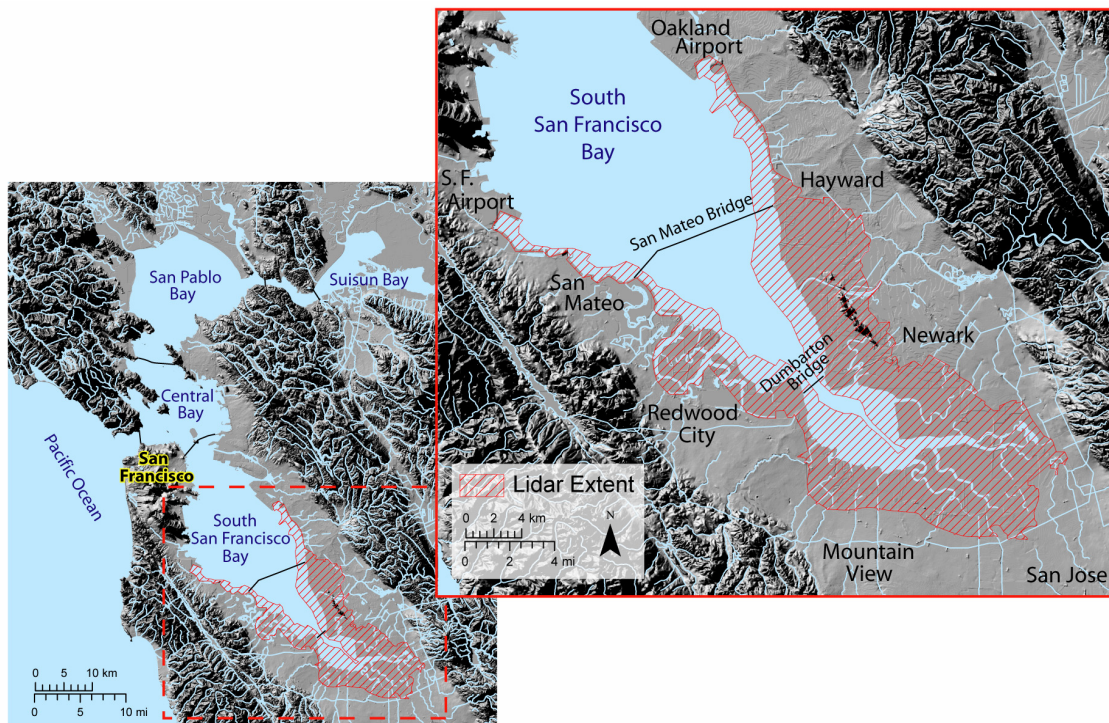 San Pablo
Bay
Suisun Bay
Central
Bay
Pacific Ocean
San
Francisco
South
San Francisco
Bay
0 5 10 km
0 5 10 mi
Oakland
Airport
South
San Francisco
Bay
S.F.
Airport
Hayward
San Mateo Bridge
San
Mateo
Newark
Dumbarton
Bridge
Redwood
City
Lidar Extent
0 2 4 km
0 2 4 mi
N
Mountain
View
San Jose